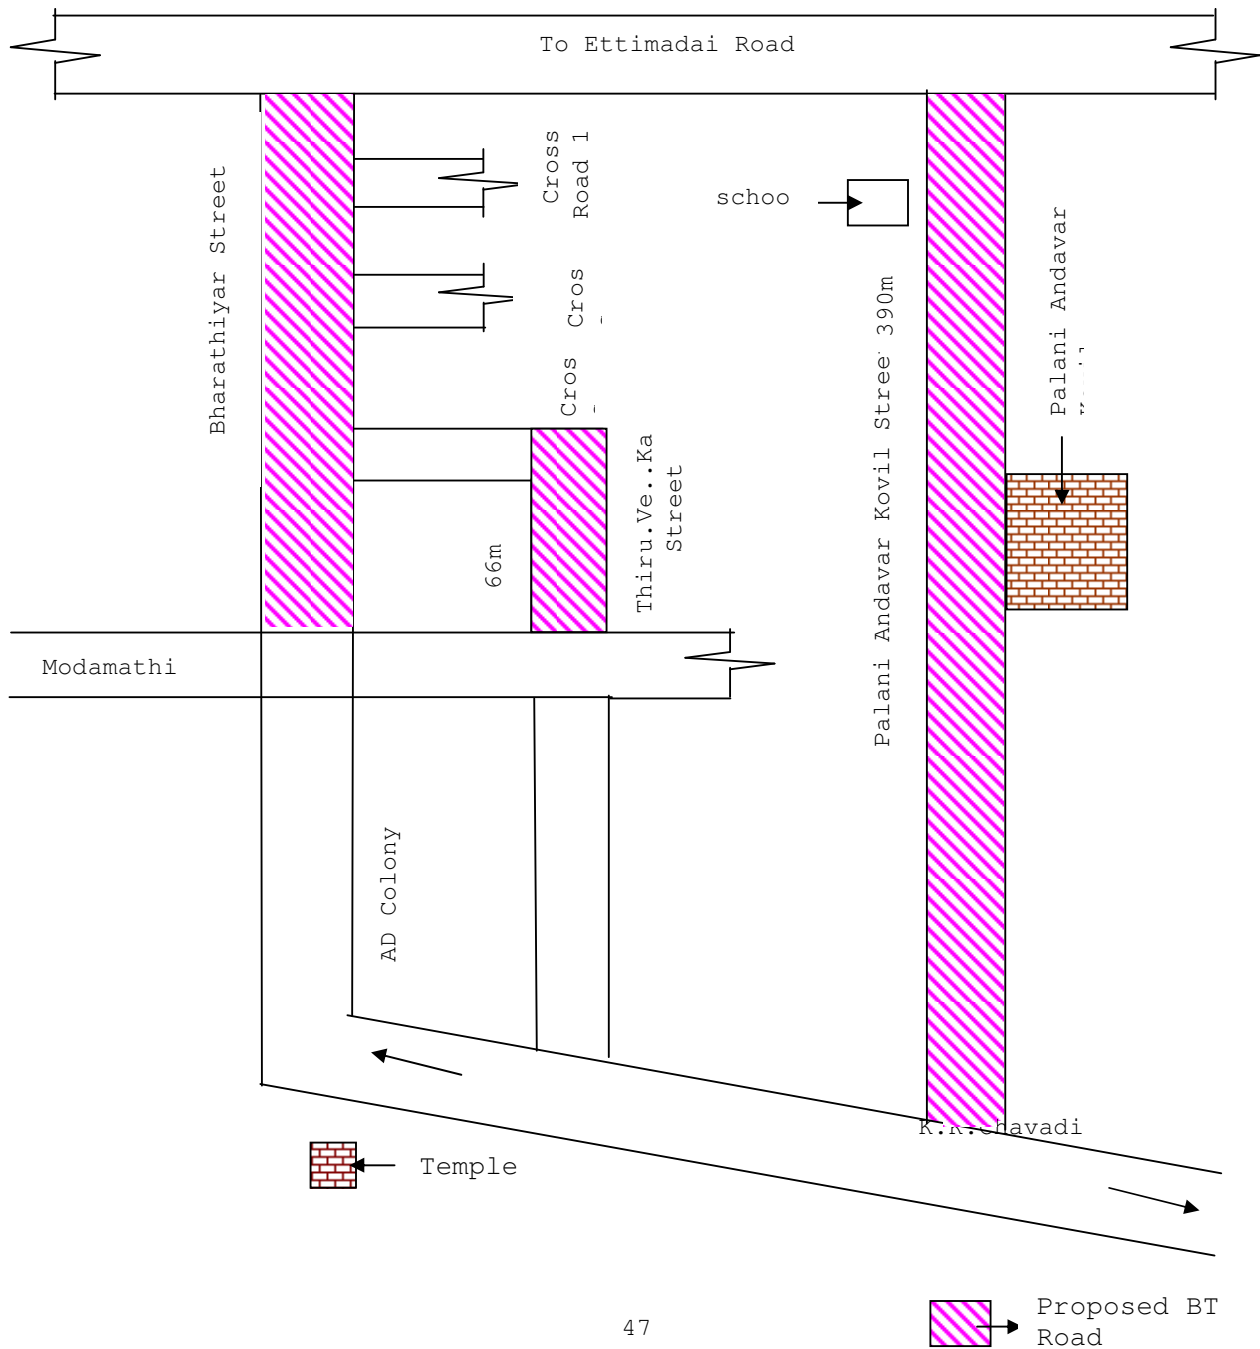 To Ettimadai Road
Bharathiyar Street
Cross
Road 1
Cros
Cros
schoo
Palani Andavar
Palani Andavar Kovil Stree 390m
Thiru.Ve..Ka
Street
66m
Modamathi
AD Colony
K.K.Chavadi
Temple
Proposed BT
Road
47